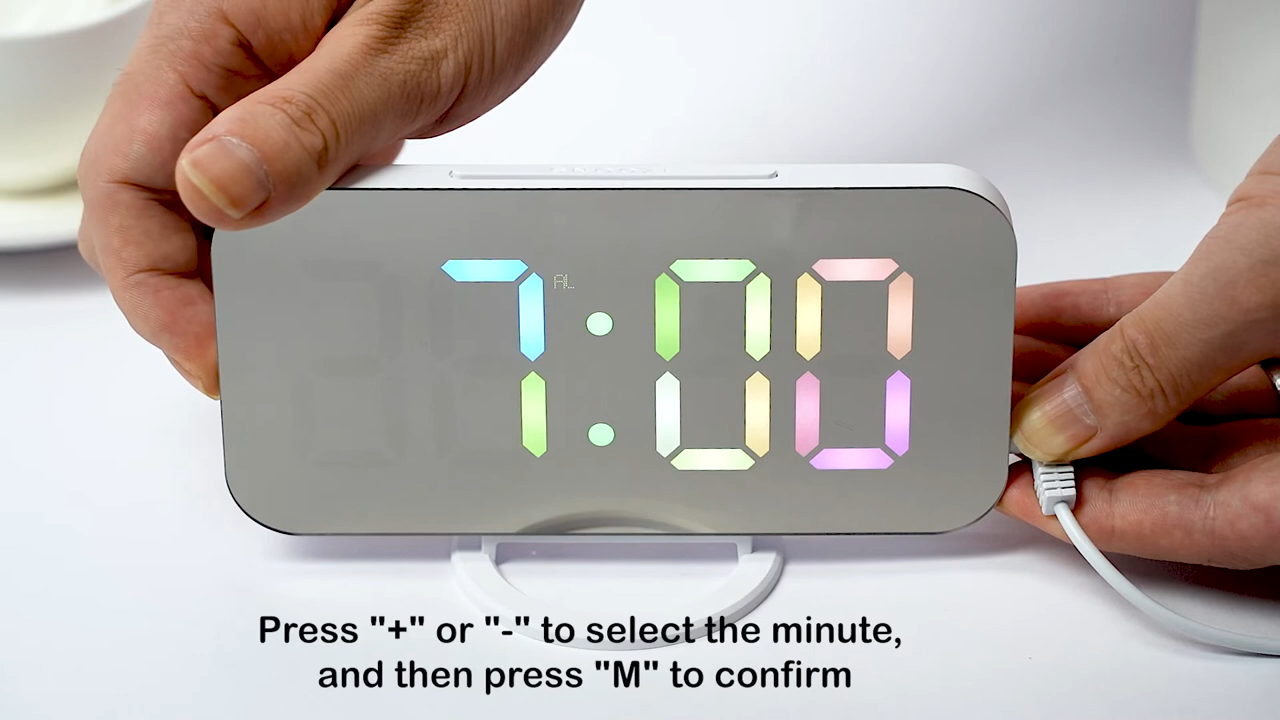 AL
7:00
Press "+" or "-" to select the minute,
and then press "M" to confirm